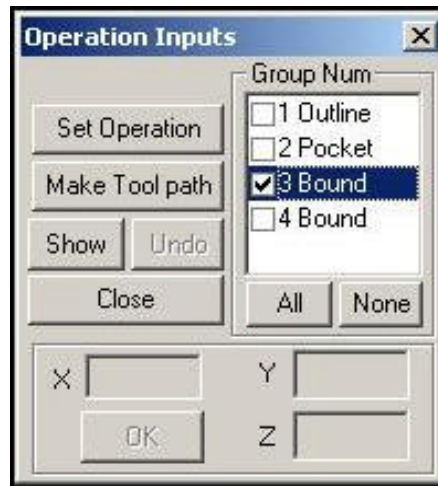 Operation Inputs
Group Num
Set Operation
Make Tool path
Show Undo
Close
1 Outline
2 Pocket
3 Bound
4 Bound
All None
X
Y
OK
Z